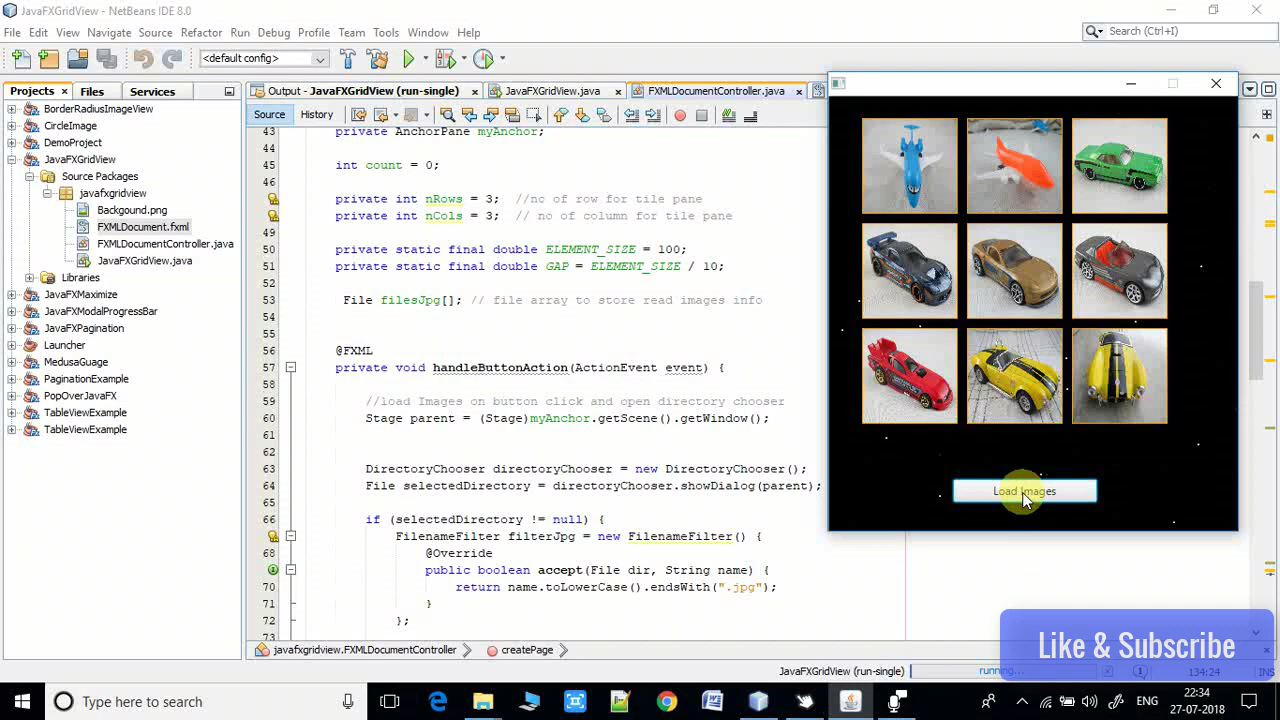 JavaFXGridView - NetBeans IDE 8.0
File Edit View Navigate Source Refactor Run Debug Profile Team Tools Window Help
Search (Ctrl+I)
<default config>
Projects × Files Services
Output - JavaFXGridView (run-single) × JavaFXGridView.java × FXMLDocumentController.java ×
Source History
BorderRadiusImageView
CircleImage
DemoProject
JavaFXGridView
Source Packages
javafxgridview
Backgound.png
FXMLDocument.fxml
FXMLDocumentController.java
JavaFXGridView.java
Libraries
JavaFXMaximize
JavaFXModalProgressBar
JavaFXPagination
Launcher
MedusaGuage
PaginationExample
PopOverJavaFX
TableViewExample
TableViewExample
43 private AnchorPane myAnchor;
44
45 int count = 0;
46
private int nRows = 3; //no of row for tile pane
private int nCols = 3; // no of column for tile pane
49
50 private static final double ELEMENT_SIZE = 100;
51 private static final double GAP = ELEMENT_SIZE / 10;
52
53 File filesJpg[]; // file array to store read images info
54
55
56 @FXML
57 private void handleButtonAction(ActionEvent event) {
58
59 //load Images on button click and open directory chooser
60 Stage parent = (Stage)myAnchor.getScene().getWindow();
61
62
63 DirectoryChooser directoryChooser = new DirectoryChooser();
64 File selectedDirectory = directoryChooser.showDialog(parent);
65
66 if (selectedDirectory != null) {
FilenameFilter filterJpg = new FilenameFilter() {
68 @Override
public boolean accept(File dir, String name) {
70 return name.toLowerCase().endsWith(".jpg");
71 }
72 };
73
Load Images
javafxgridview.FXMLDocumentController createPage
Like & Subscribe
JavaFXGridView (run-single) running... 134:24 INS
Type here to search
ENG
22:34
27-07-2018